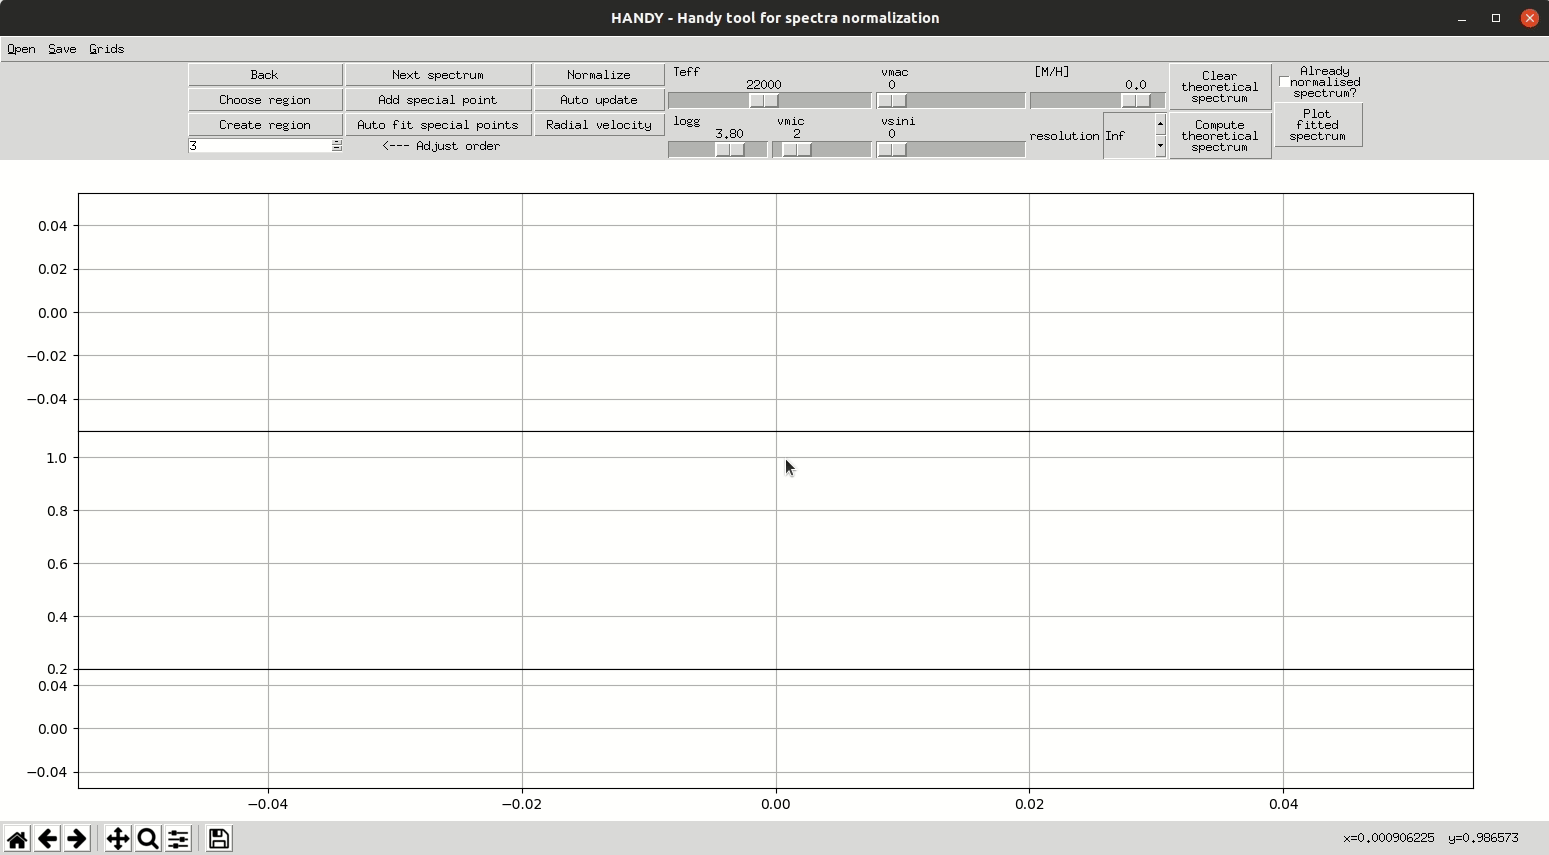 HANDY - Handy tool for spectra normalization
Open Save Grids
Back Next spectrum Normalize
Choose region Add special point Auto update
Create region Auto fit special points Radial velocity
3 <--- Adjust order
Teff
22000
vmac
0
[M/H]
0.0
logg
3.80
vmic
2
vsini
0
resolution Inf
Clear
theoretical
spectrum
Compute
theoretical
spectrum
Already
normalised
spectrum?
Plot
fitted
spectrum
0.04
0.02
0.00
−0.02
−0.04
1.0
0.8
0.6
0.4
0.2
0.04
0.00
−0.04
−0.04 −0.02 0.00 0.02 0.04
x=0.000906225 y=0.986573